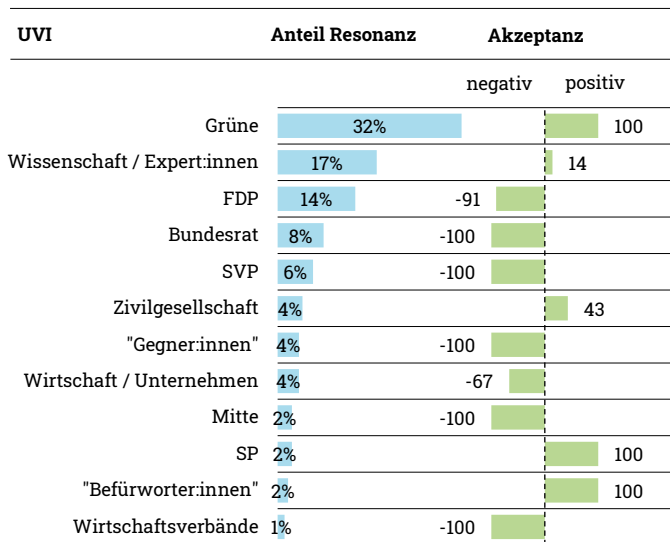 UVI Anteil Resonanz Akzeptanz
negativ positiv
Grüne 32% 100
Wissenschaft / Expert:innen 17% 14
FDP 14% -91
Bundesrat 8% -100
SVP 6% -100
Zivilgesellschaft 4% 43
"Gegner:innen" 4% -100
Wirtschaft / Unternehmen 4% -67
Mitte 2% -100
SP 2% 100
"Befürworter:innen" 2% 100
Wirtschaftsverbände 1% -100